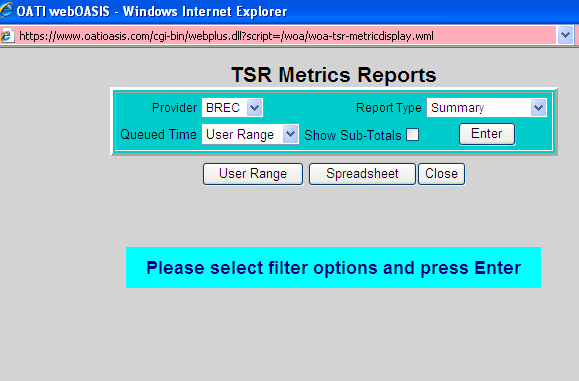 OATI webOASIS - Windows Internet Explorer
https://www.oatioasis.com/cgi-bin/webplus.dll?script=/woa/woa-tsr-metricdisplay.wml
TSR Metrics Reports
Provider BREC Report Type Summary
Queued Time User Range Show Sub-Totals Enter
User Range Spreadsheet Close
Please select filter options and press Enter